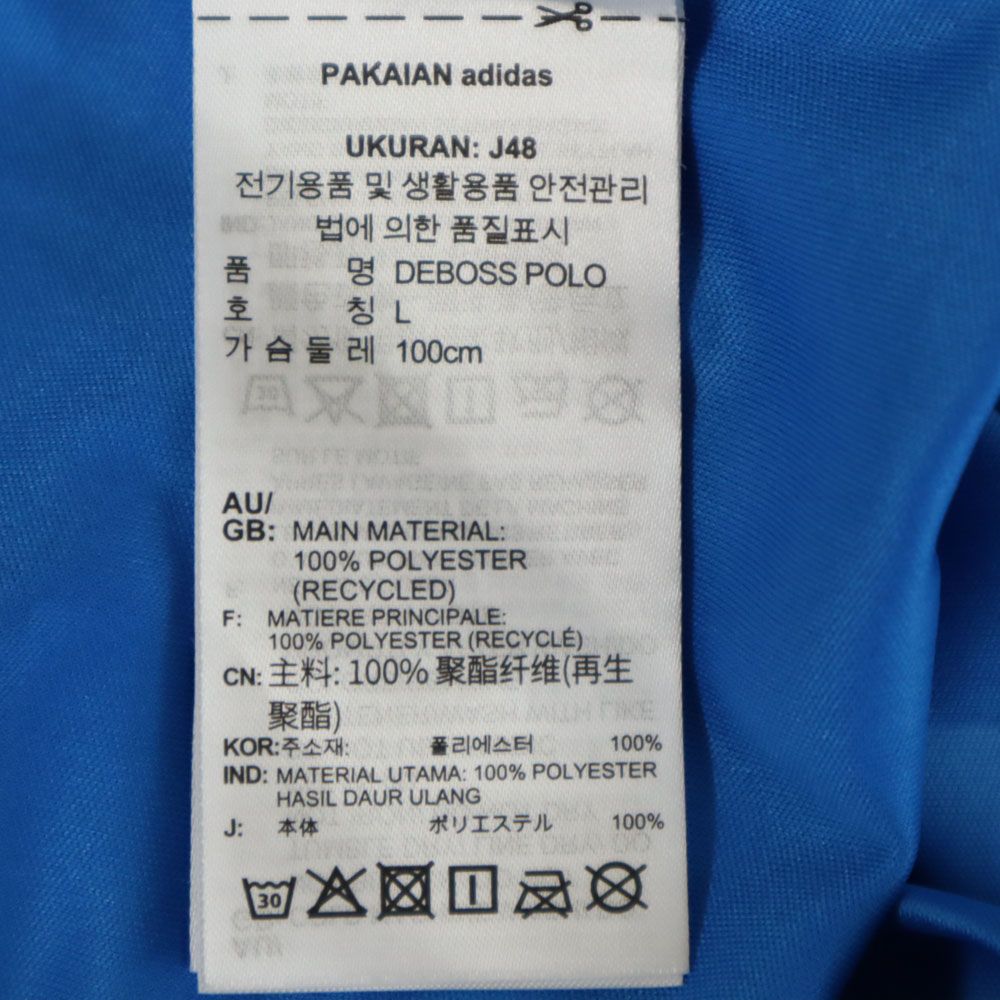 PAKAIAN adidas
UKURAN: J48
전기용품 및 생활용품 안전관리
법에 의한 품질표시
품 명 DEBOSS POLO
호 칭 L
가 슴 둘 레 100cm
AU/
GB: MAIN MATERIAL:
100% POLYESTER
(RECYCLED)
F: MATIERE PRINCIPALE:
100% POLYESTER (RECYCLÉ)
CN: 主料: 100% 聚酯纤维(再生
聚酯)
KOR:주소재: 폴리에스터 100%
IND: MATERIAL UTAMA: 100% POLYESTER
HASIL DAUR ULANG
J: 本体 ポリエステル 100%
30